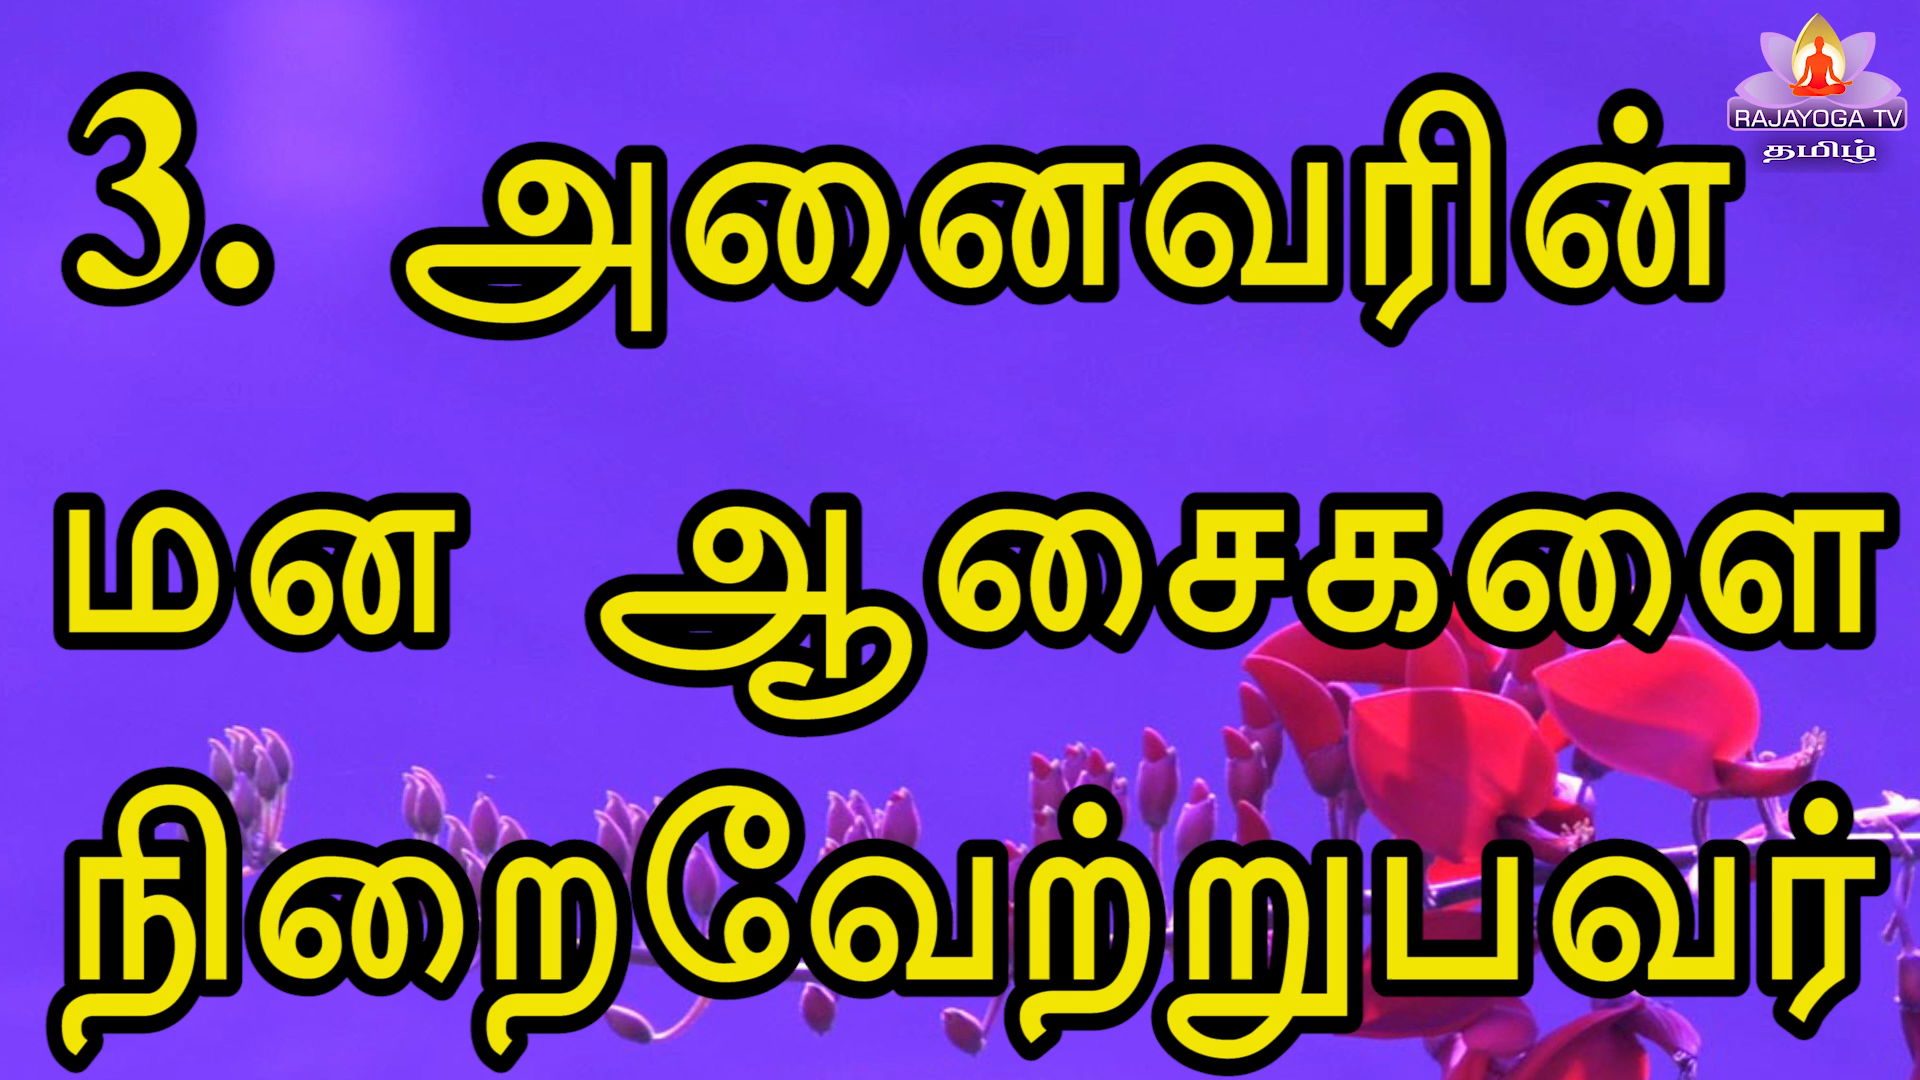 RAJAYOGA TV
தமிழ்
3. அனைவரின்
மன ஆசைகளை
நிறைவேற்றுபவர்